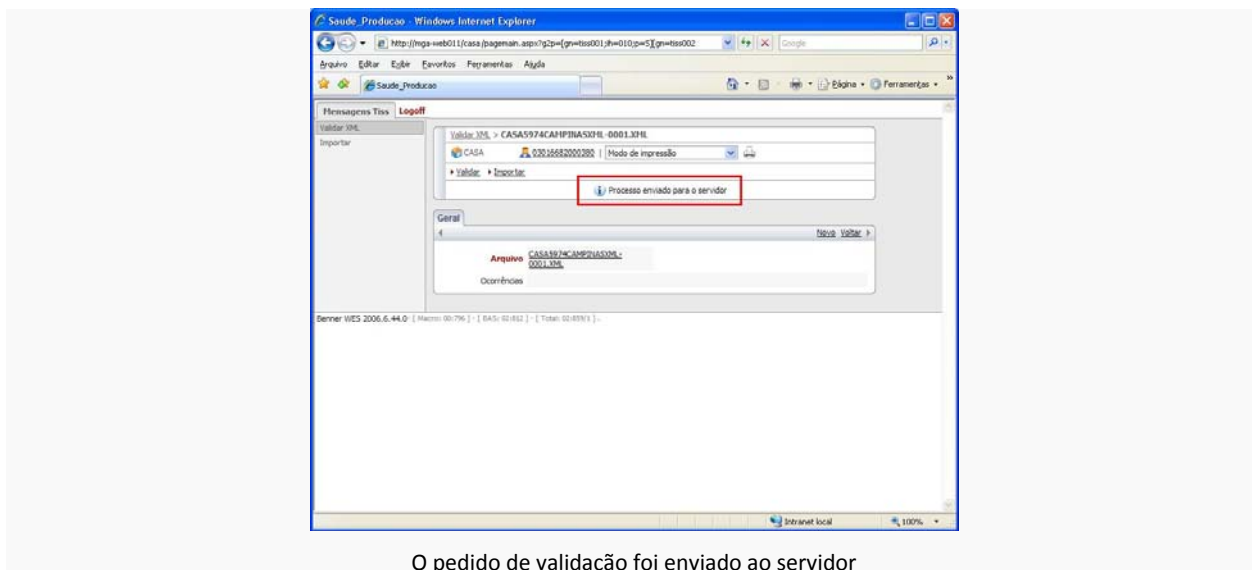 Saude_Producao - Windows Internet Explorer
http://mga-web011/casa/pagemain.aspx?g2p=[gn=tiss001;ih=010;p=5][gn=tiss002
Google
Arquivo Editar Exibir Favoritos Ferramentas Ajuda
Saude_Producao
Página
Ferramentas
Mensagens Tiss Logoff
Validar XML
Importar
Validar XML > CASA5974CAMPINASXML-0001.XML
CASA 03016682000380 | Modo de impressão
Validar Importar
Processo enviado para o servidor
Geral
Novo Voltar
Arquivo CASA5974CAMPINASXML-
0001.XML
Ocorrências
Benner WES 2006.6.44.0
Intranet local 100%
O pedido de validação foi enviado ao servidor